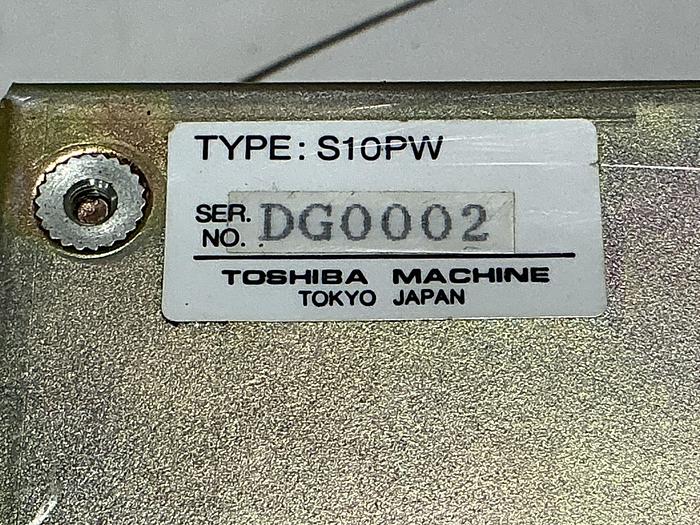 TYPE: S10PW
SER. NO. DG0002
TOSHIBA MACHINE
TOKYO JAPAN